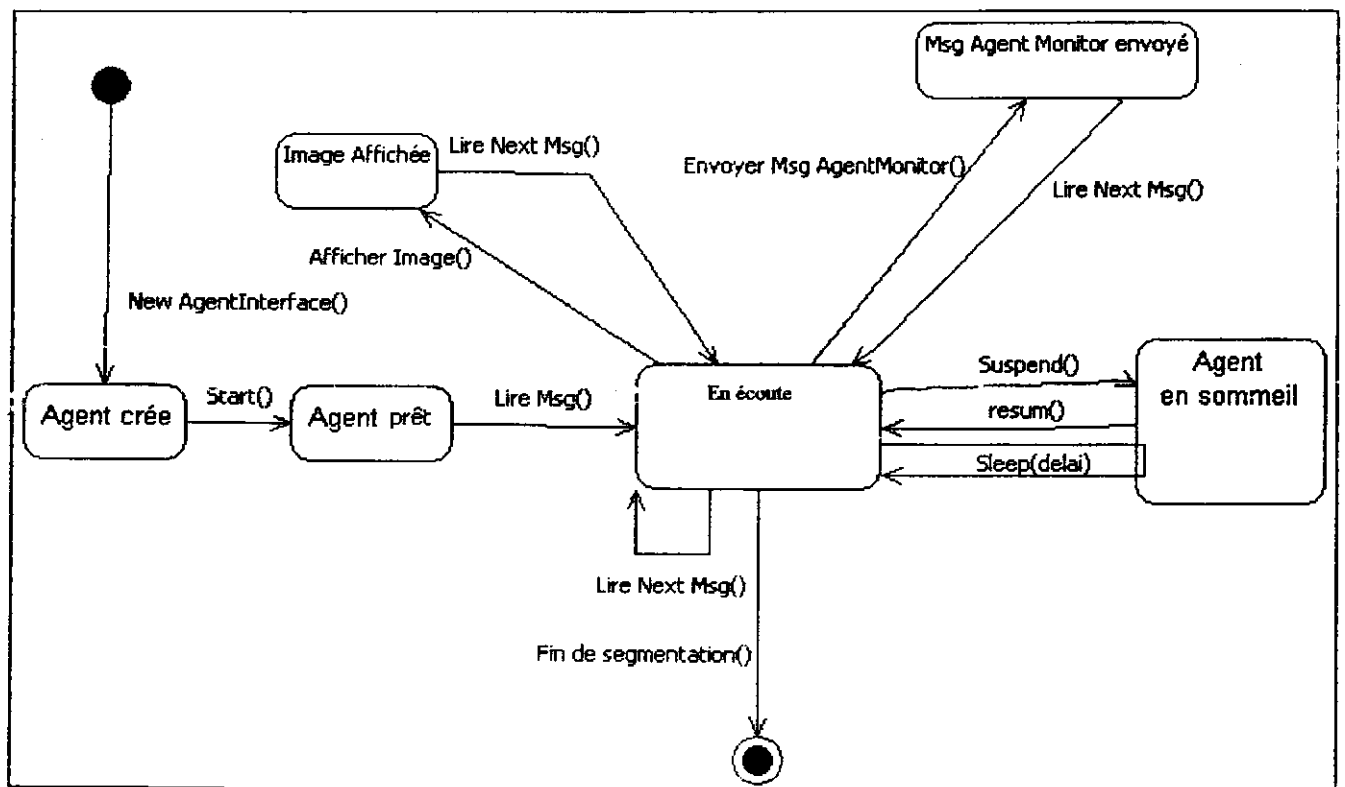 Msg Agent Monitor envoyé
Image Affichée
Lire Next Msg()
Envoyer Msg AgentMonitor()
Lire Next Msg()
Afficher Image()
New AgentInterface()
Agent crée
Start()
Agent prêt
Lire Msg()
En écoute
Suspend()
resum()
Sleep(delai)
Agent
en sommeil
Lire Next Msg()
Fin de segmentation()